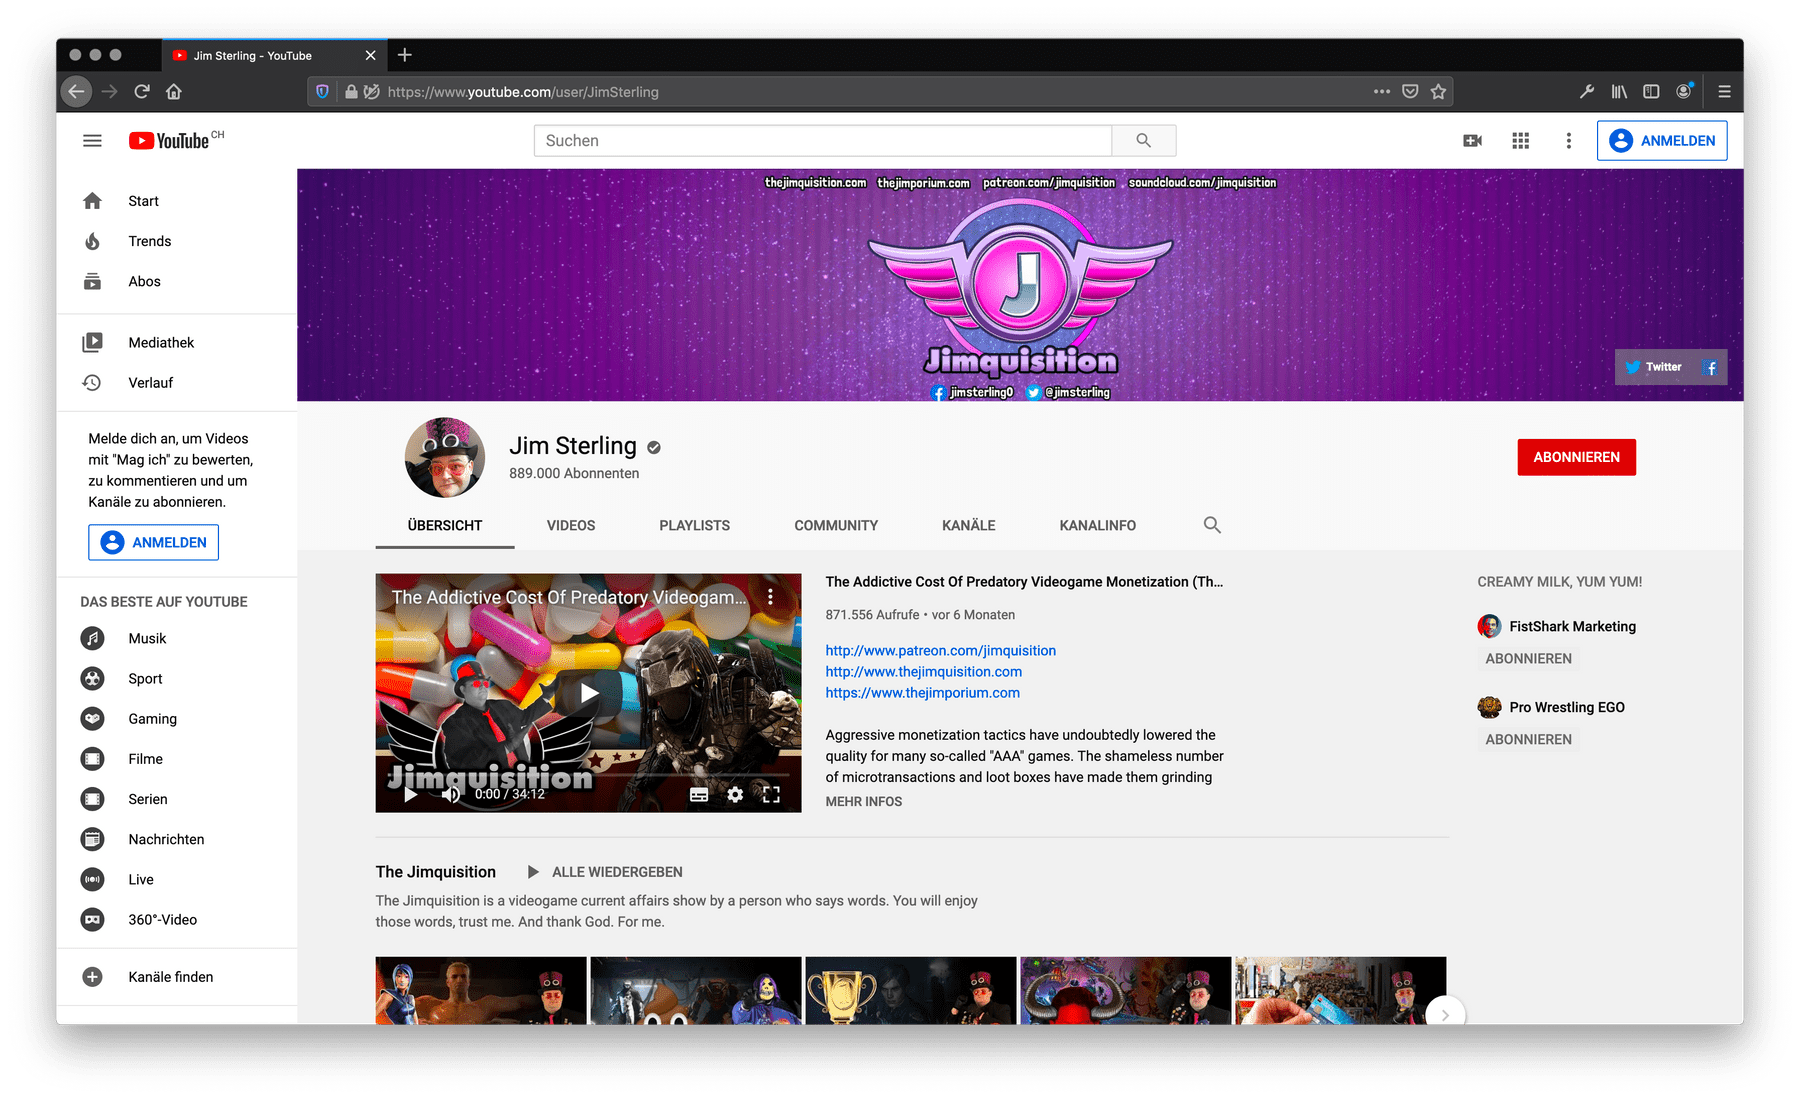 Jim Sterling - YouTube
https://www.youtube.com/user/JimSterling
YouTube CH
Suchen
ANMELDEN
Start
Trends
Abos
Mediathek
Verlauf
Melde dich an, um Videos
mit "Mag ich" zu bewerten,
zu kommentieren und um
Kanäle zu abonnieren.
ANMELDEN
DAS BESTE AUF YOUTUBE
Musik
Sport
Gaming
Filme
Serien
Nachrichten
Live
360°-Video
Kanäle finden
thejimquisition.com thejimporium.com patreon.com/jimquisition soundcloud.com/jimquisition
J
Jimquisition
jimsterling0 @jimsterling
Twitter
Jim Sterling
889.000 Abonnenten
ABONNIEREN
ÜBERSICHT VIDEOS PLAYLISTS COMMUNITY KANÄLE KANALINFO
The Addictive Cost Of Predatory Videogam...
Jimquisition
0:00 / 34:12
The Addictive Cost Of Predatory Videogame Monetization (Th...
871.556 Aufrufe • vor 6 Monaten
http://www.patreon.com/jimquisition
http://www.thejimquisition.com
https://www.thejimporium.com
Aggressive monetization tactics have undoubtedly lowered the
quality for many so-called "AAA" games. The shameless number
of microtransactions and loot boxes have made them grinding
MEHR INFOS
CREAMY MILK, YUM YUM!
FistShark Marketing
ABONNIEREN
Pro Wrestling EGO
ABONNIEREN
The Jimquisition ALLE WIEDERGEBEN
The Jimquisition is a videogame current affairs show by a person who says words. You will enjoy
those words, trust me. And thank God. For me.